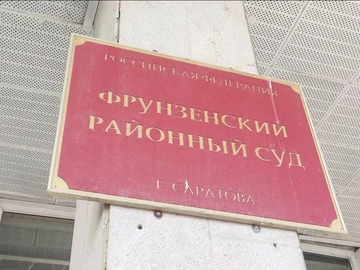 РОССИЙСКАЯ ФЕДЕРАЦИЯ
ФРУНЗЕНСКИЙ
РАЙОННЫЙ СУД
Г. САРАТОВА